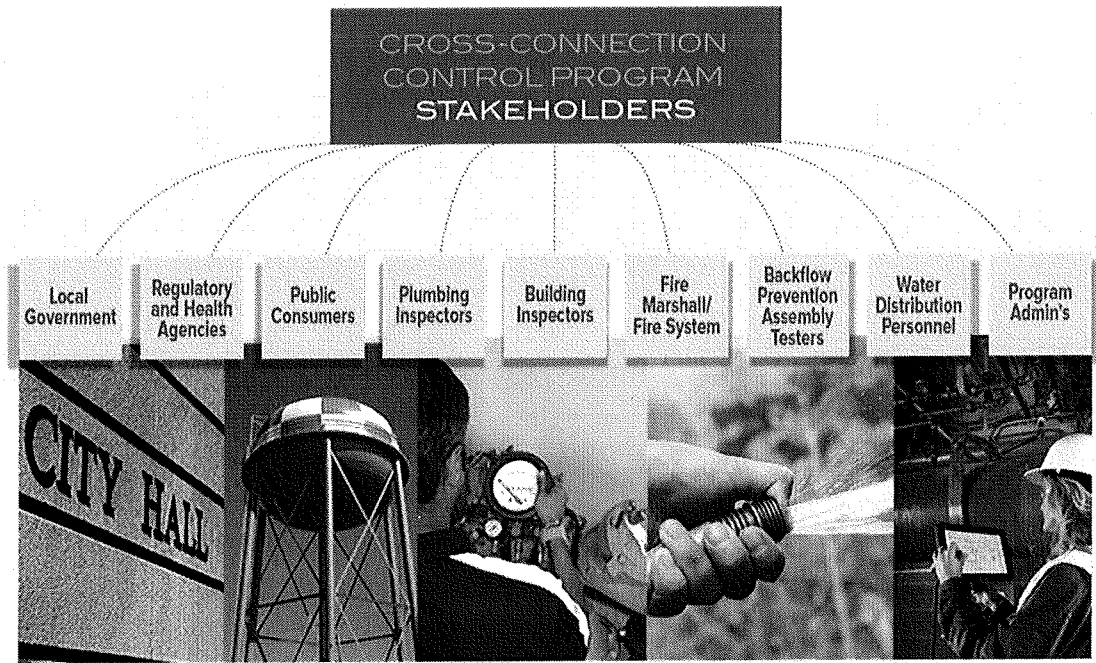 CROSS-CONNECTION
CONTROL PROGRAM
STAKEHOLDERS
Local
Government
Regulatory
and Health
Agencies
Public
Consumers
Plumbing
Inspectors
Building
Inspectors
Fire
Marshall/
Fire System
Backflow
Prevention
Assembly
Testers
Water
Distribution
Personnel
Program
Admin's
CITY HALL